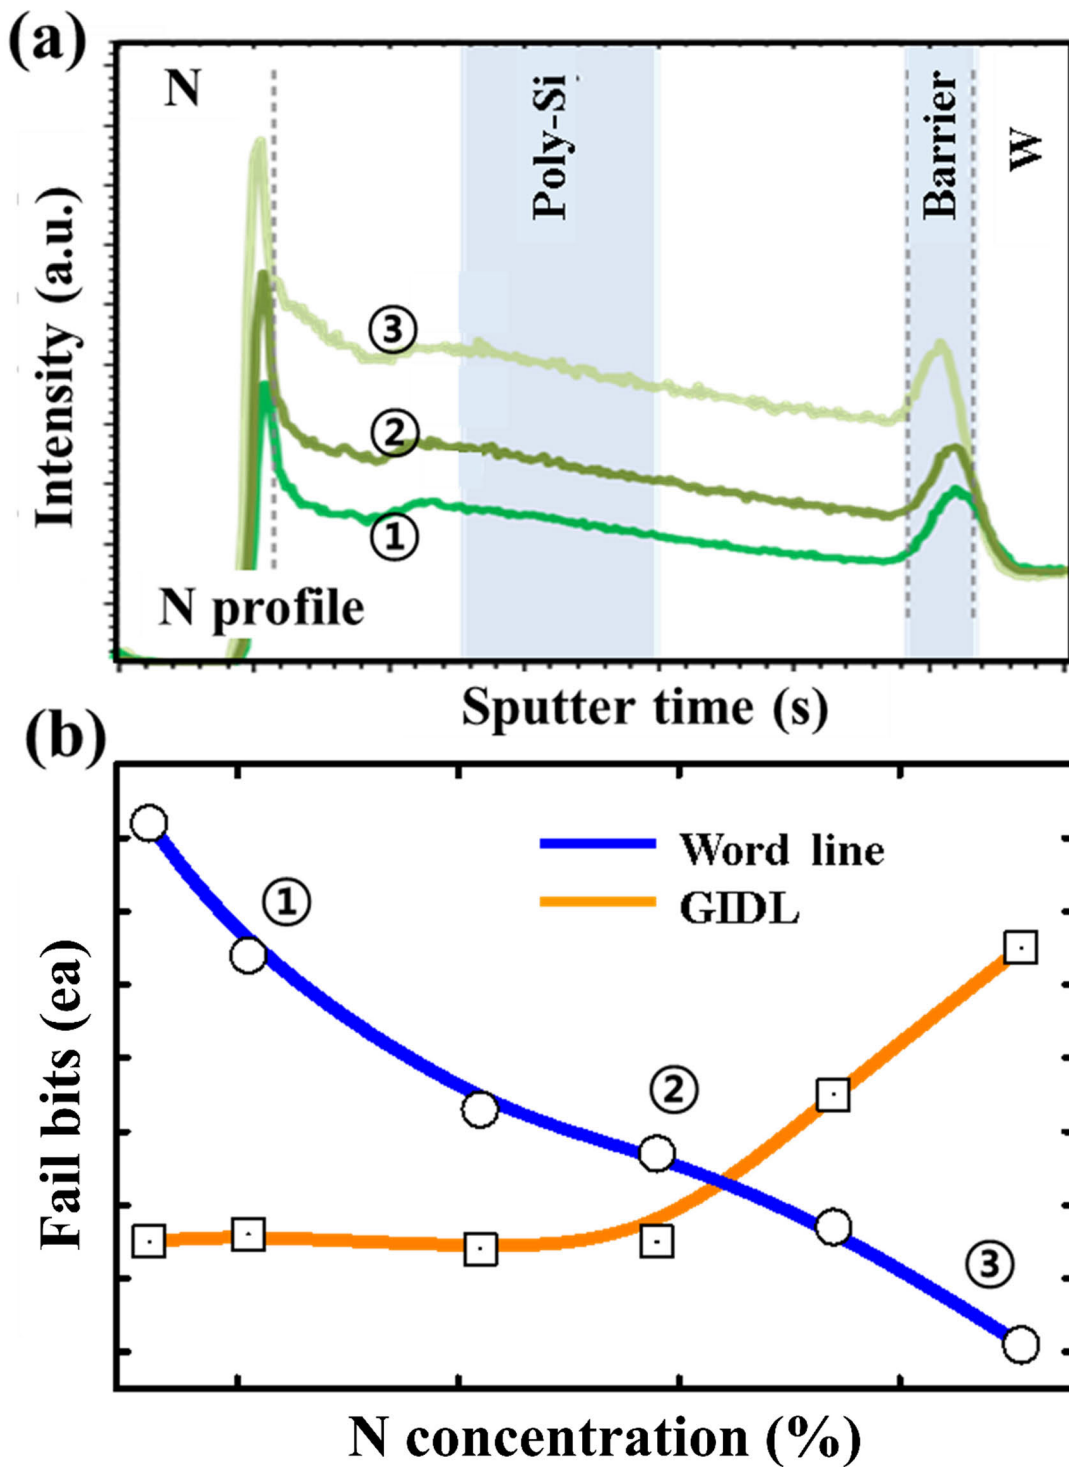 (a)
N
Poly-Si
Barrier
W
③
②
①
N profile
Intensity (a.u.)
Sputter time (s)
(b)
Word line
GIDL
①
②
③
Fail bits (ea)
N concentration (%)